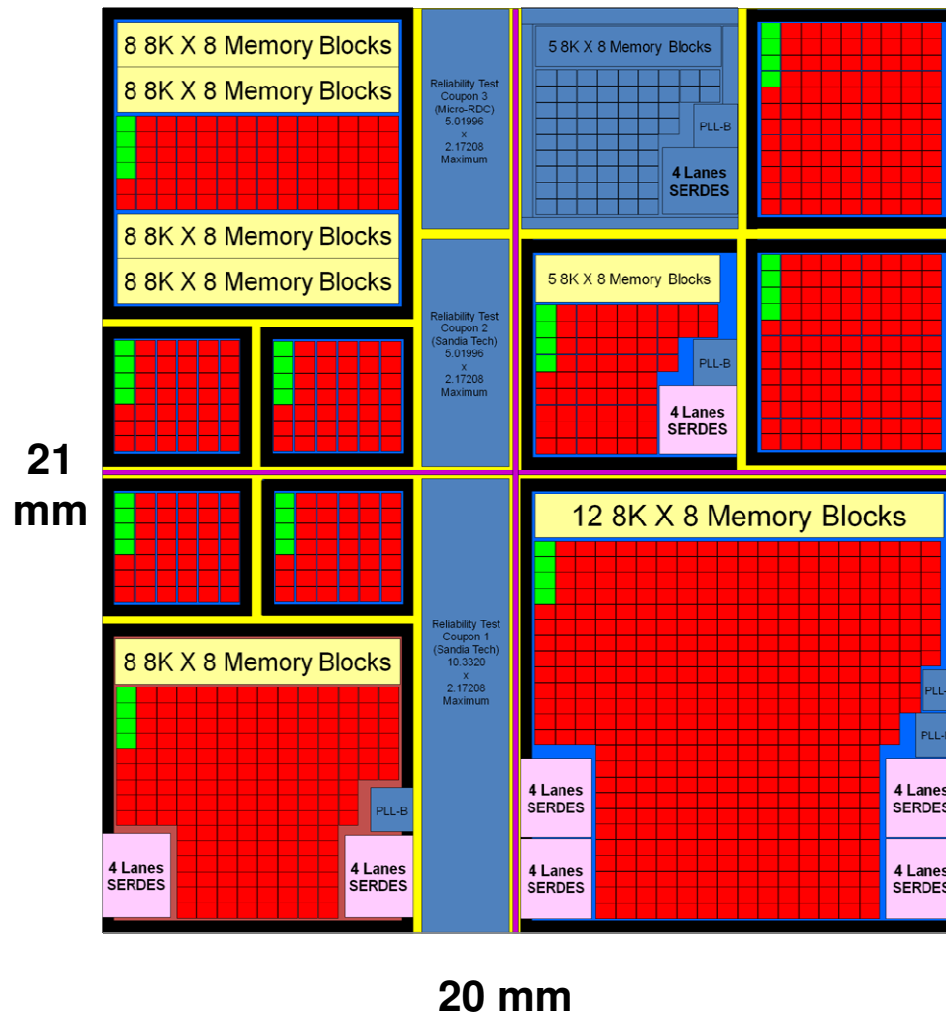 8 8K X 8 Memory Blocks
8 8K X 8 Memory Blocks
8 8K X 8 Memory Blocks
8 8K X 8 Memory Blocks
Reliability Test
Coupon 3
(Micro-RDC)
5.01996
x
2.17208
Maximum
5 8K X 8 Memory Blocks
PLL-B
4 Lanes
SERDES
Reliability Test
Coupon 2
(Sandia Tech)
5.01996
x
2.17208
Maximum
5 8K X 8 Memory Blocks
PLL-B
4 Lanes
SERDES
21
mm
12 8K X 8 Memory Blocks
Reliability Test
Coupon 1
(Sandia Tech)
10.3320
x
2.17208
Maximum
8 8K X 8 Memory Blocks
PLL-B
4 Lanes
SERDES
4 Lanes
SERDES
PLL-
PLL-
4 Lanes
SERDES
4 Lanes
SERDES
4 Lanes
SERDES
4 Lanes
SERDES
20 mm